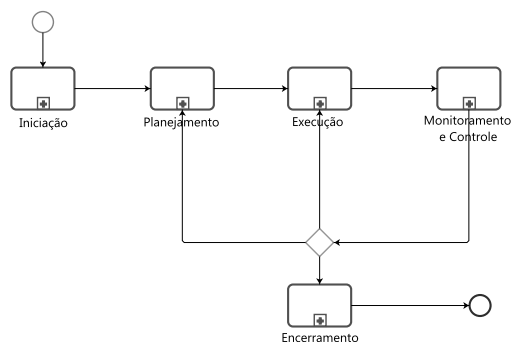 Iniciação
Planejamento
Execução
Monitoramento
e Controle
Encerramento